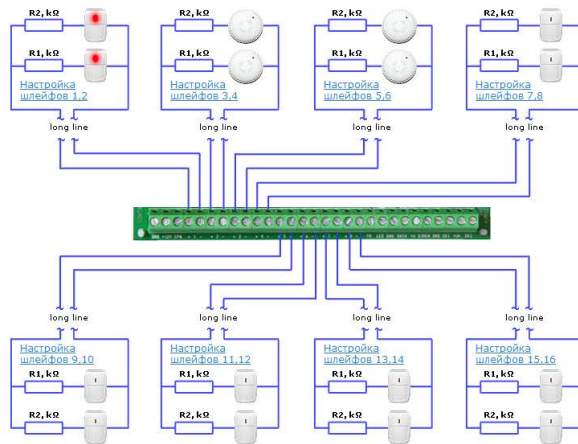 R2, kΩ
R1, kΩ
Настройка
шлейфов 1,2
long line
R2, kΩ
R1, kΩ
Настройка
шлейфов 3,4
long line
R2, kΩ
R1, kΩ
Настройка
шлейфов 5,6
long line
R2, kΩ
R1, kΩ
Настройка
шлейфов 7,8
long line
long line
Настройка
шлейфов 9,10
R1, kΩ
R2, kΩ
long line
Настройка
шлейфов 11,12
R1, kΩ
R2, kΩ
long line
Настройка
шлейфов 13,14
R1, kΩ
R2, kΩ
long line
Настройка
шлейфов 15,16
R1, kΩ
R2, kΩ